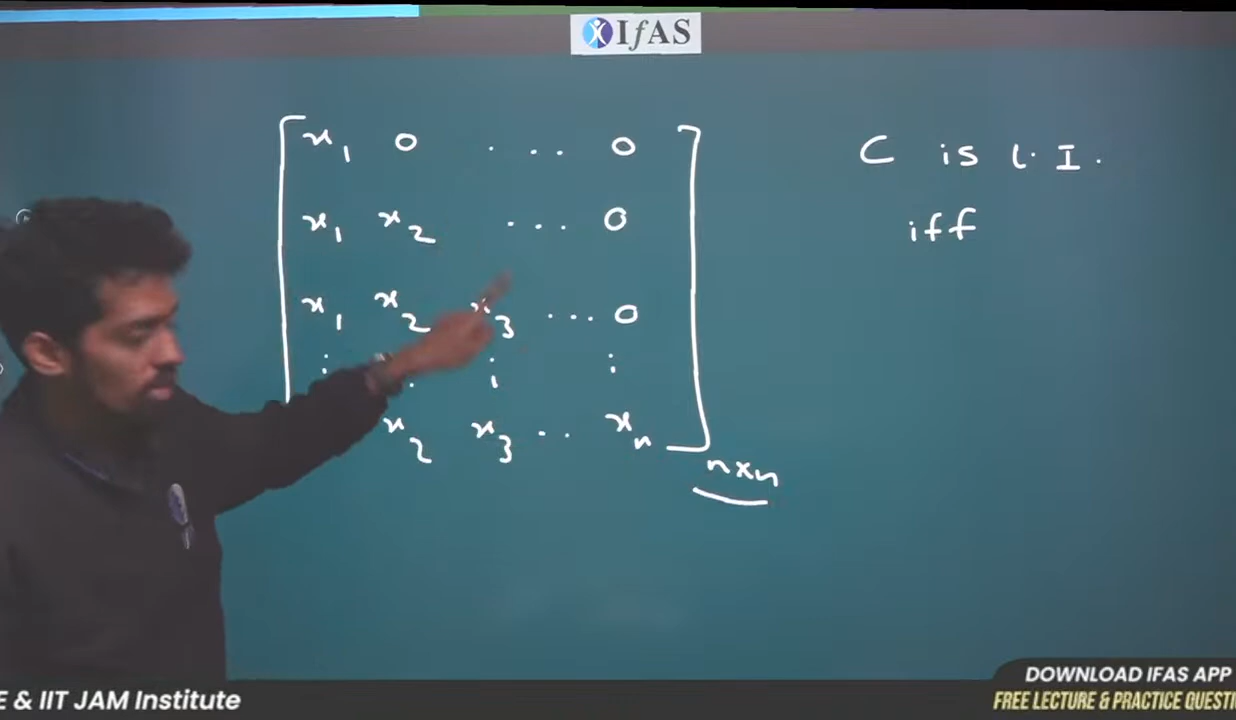 IfAS
x₁ 0 . . . . 0
x₁ x₂ . . . 0
x₁ x₂ x₃ . . . 0
: . : :
x₂ x₃ . . xₙ
n×n
C is L.I.
iff
DOWNLOAD IFAS APP
E & IIT JAM Institute
FREE LECTURE & PRACTICE